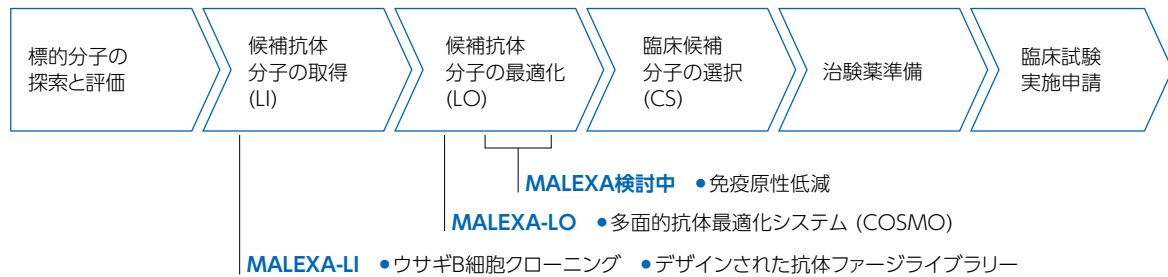 標的分子の
探索と評価
候補抗体
分子の取得
(LI)
候補抗体
分子の最適化
(LO)
臨床候補
分子の選択
(CS)
治験薬準備
臨床試験
実施申請
MALEXA検討中 ●免疫原性低減
MALEXA-LO ●多面的抗体最適化システム (COSMO)
MALEXA-LI ●ウサギB細胞クローニング ●デザインされた抗体ファージライブラリー